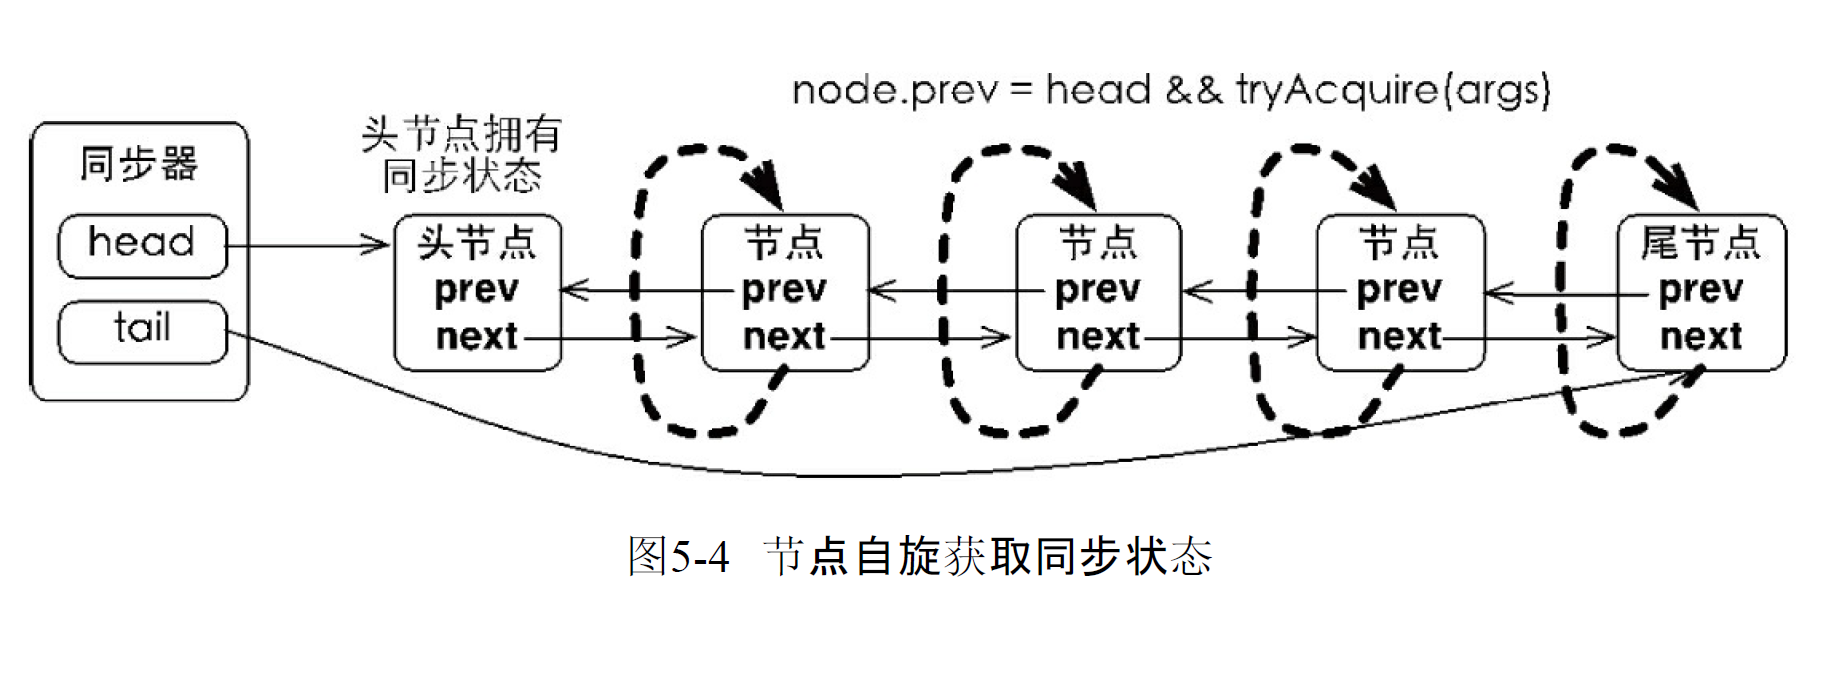 node.prev = head && tryAcquire(args)
头节点拥有
同步状态
同步器
head
tail
头节点
prev
next
节点
prev
next
节点
prev
next
节点
prev
next
尾节点
prev
next
图5-4 节点自旋获取同步状态